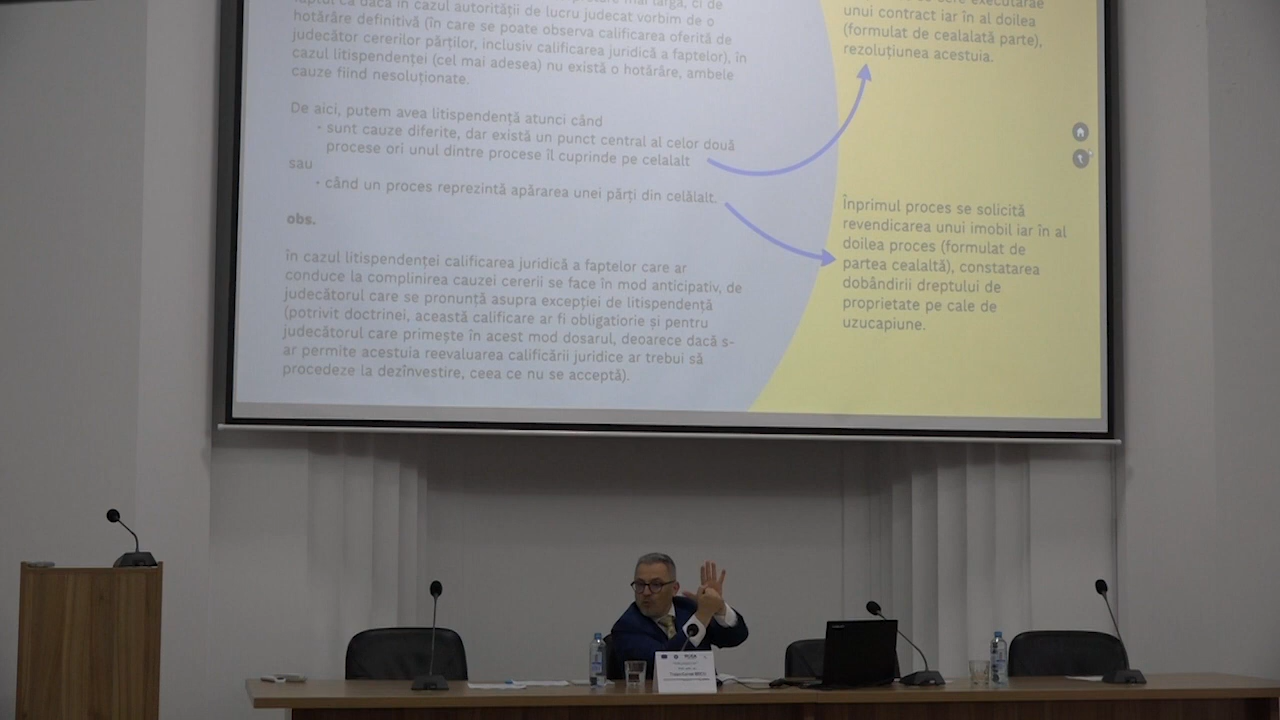 faptul că dacă în cazul autorității de lucru judecat vorbim de o
hotărâre definitivă (în care se poate observa calificarea oferită de
judecător cererilor părților, inclusiv calificarea juridică a faptelor), în
cazul litispendenței (cel mai adesea) nu există o hotărâre, ambele
cauze fiind nesoluționate.
De aici, putem avea litispendență atunci când
· sunt cauze diferite, dar există un punct central al celor două
procese ori unul dintre procese îl cuprinde pe celalalt
sau
· când un proces reprezintă apărarea unei părți din celălalt.
obs.
în cazul litispendenței calificarea juridică a faptelor care ar
conduce la complinirea cauzei cererii se face în mod anticipativ, de
judecătorul care se pronunță asupra excepției de litispendență
(potrivit doctrinei, această calificare ar fi obligatiorie și pentru
judecătorul care primește în acest mod dosarul, deoarece dacă s-
ar permite acestuia reevaluarea calificării juridice ar trebui să
procedeze la dezînvestire, ceea ce nu se acceptă).
unui contract iar în al doilea
(formulat de cealalată parte),
rezoluțiunea acestuia.
Înprimul proces se solicită
revendicarea unui imobil iar în al
doilea proces (formulat de
partea cealaltă), constatarea
dobândirii dreptului de
proprietate pe cale de
uzucapiune.